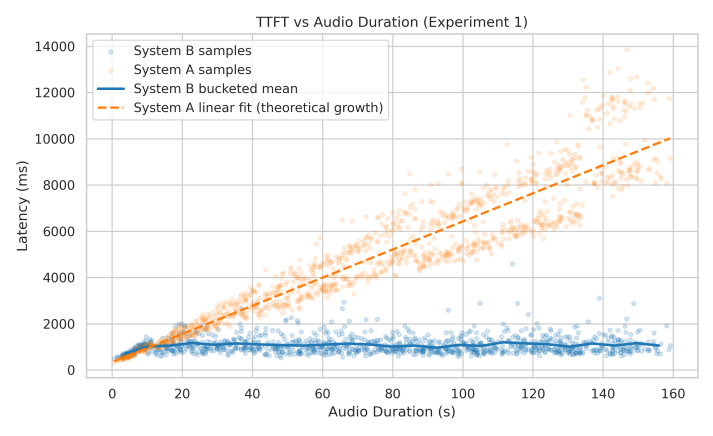 TTFT vs Audio Duration (Experiment 1)
System B samples
System A samples
System B bucketed mean
System A linear fit (theoretical growth)
Latency (ms)
14000
12000
10000
8000
6000
4000
2000
0
0 20 40 60 80 100 120 140 160
Audio Duration (s)